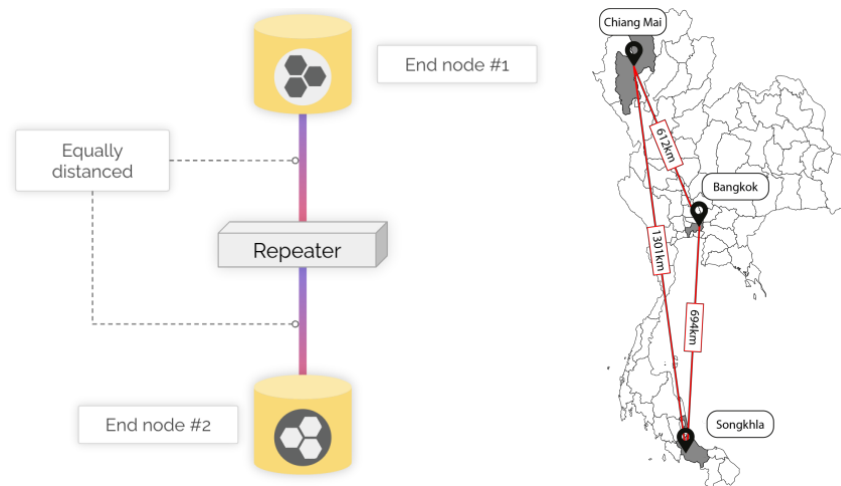 End node #1
Equally
distanced
Repeater
End node #2
Chiang Mai
612km
Bangkok
1301km
694km
Songkhla